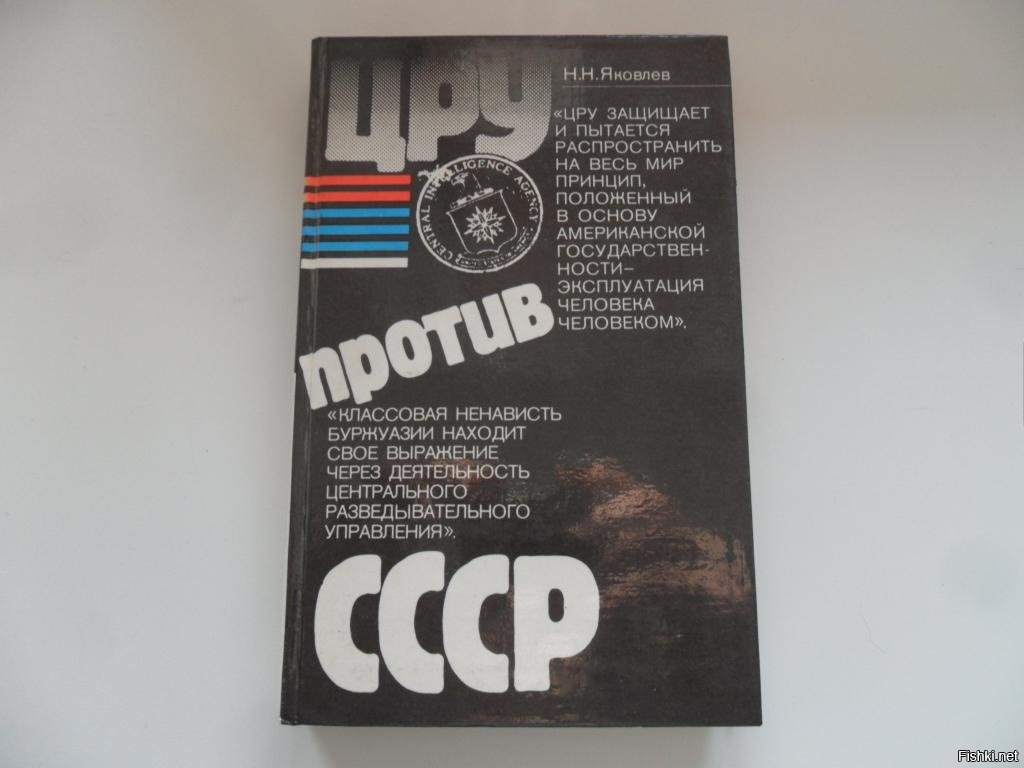 ЦРУ
Н.Н.Яковлев
«ЦРУ ЗАЩИЩАЕТ
И ПЫТАЕТСЯ
РАСПРОСТРАНИТЬ
НА ВЕСЬ МИР
ПРИНЦИП,
ПОЛОЖЕННЫЙ
В ОСНОВУ
АМЕРИКАНСКОЙ
ГОСУДАРСТВЕН-
НОСТИ–
ЭКСПЛУАТАЦИЯ
ЧЕЛОВЕКА
ЧЕЛОВЕКОМ».
CENTRAL INTELLIGENCE AGENCY
против
«КЛАССОВАЯ НЕНАВИСТЬ
БУРЖУАЗИИ НАХОДИТ
СВОЕ ВЫРАЖЕНИЕ
ЧЕРЕЗ ДЕЯТЕЛЬНОСТЬ
ЦЕНТРАЛЬНОГО
РАЗВЕДЫВАТЕЛЬНОГО
УПРАВЛЕНИЯ».
СССР
Fishki.net